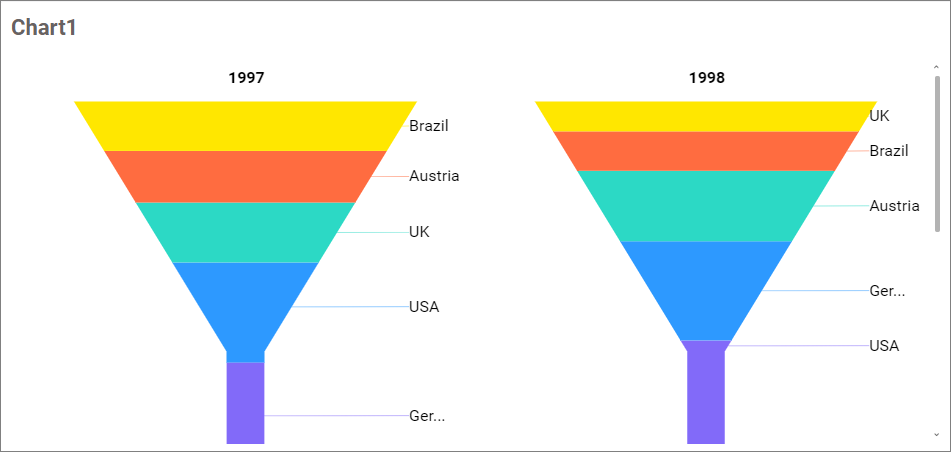 Chart1
1997
Brazil
Austria
UK
USA
Ger...
1998
UK
Brazil
Austria
Ger...
USA